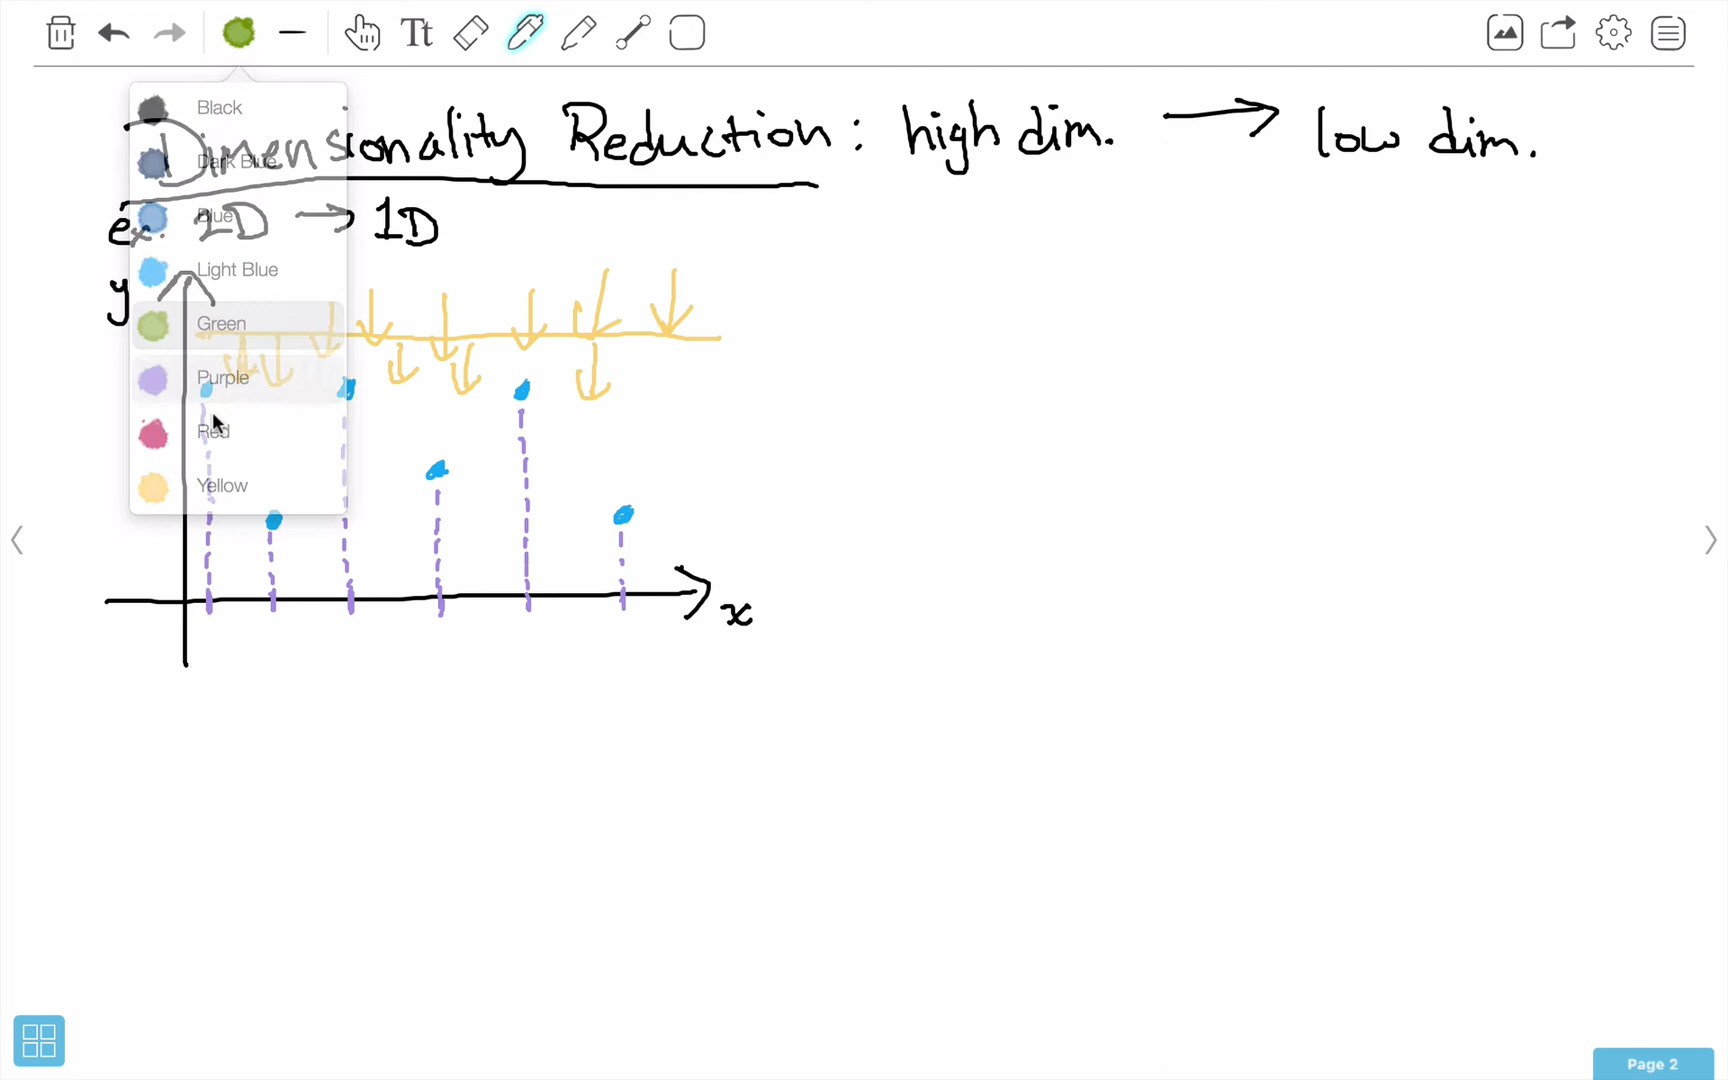 Tt
Black
Dimensionality Reduction: high dim. → low dim.
Dark Blue
ex. 2D → 1D
Blue
Light Blue
y
Green
Purple
Red
Yellow
x
Page 2